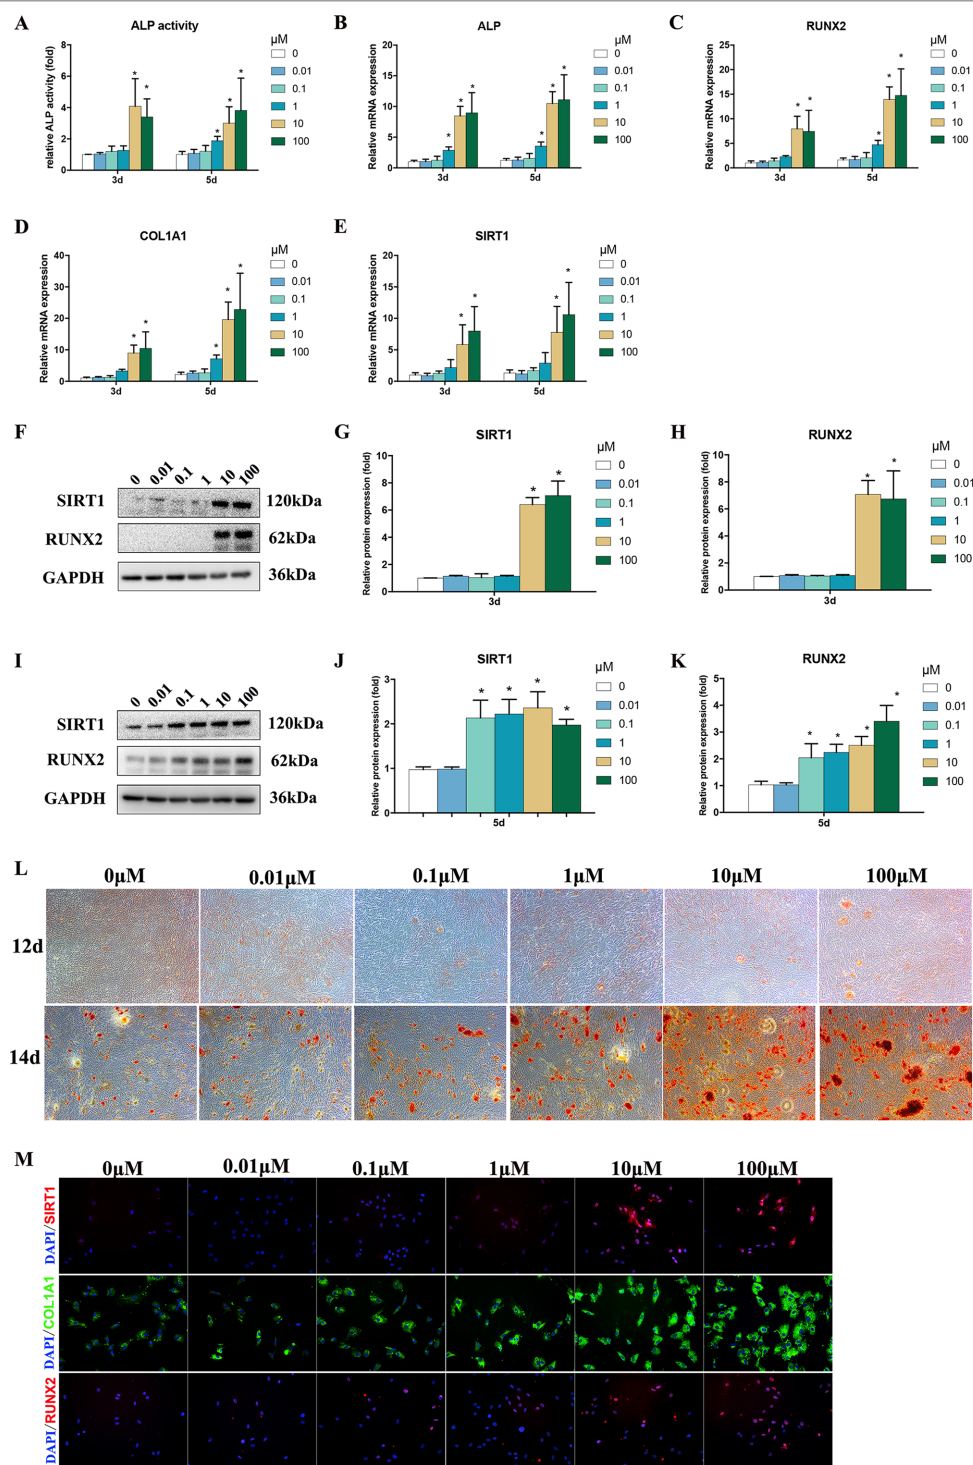 A
ALP activity
relative ALP activity (fold)
8
6
4
2
0
* * * * *
3d 5d
µM
0
0.01
0.1
1
10
100
B
ALP
Relative mRNA expression
20
15
10
5
0
* * * * * *
3d 5d
µM
0
0.01
0.1
1
10
100
C
RUNX2
Relative mRNA expression
25
20
15
10
5
0
* * * * *
3d 5d
µM
0
0.01
0.1
1
10
100
D
COL1A1
Relative mRNA expression
40
30
20
10
0
* * * * *
3d 5d
µM
0
0.01
0.1
1
10
100
E
SIRT1
Relative mRNA expression
20
15
10
5
0
* * * *
3d 5d
µM
0
0.01
0.1
1
10
100
F
0 0.01 0.1 1 10 100
SIRT1 120kDa
RUNX2 62kDa
GAPDH 36kDa
G
SIRT1
Relative protein expression (fold)
10
8
6
4
2
0
* *
3d
µM
0
0.01
0.1
1
10
100
H
RUNX2
Relative protein expression (fold)
10
8
6
4
2
0
* *
3d
µM
0
0.01
0.1
1
10
100
I
0 0.01 0.1 1 10 100
SIRT1 120kDa
RUNX2 62kDa
GAPDH 36kDa
J
SIRT1
Relative protein expression (fold)
3
2
1
0
* * * *
5d
µM
0
0.01
0.1
1
10
100
K
RUNX2
Relative protein expression (fold)
5
4
3
2
1
0
* * * *
5d
µM
0
0.01
0.1
1
10
100
L
0µM 0.01µM 0.1µM 1µM 10µM 100µM
12d
14d
M
0µM 0.01µM 0.1µM 1µM 10µM 100µM
DAPI/SIRT1
DAPI/COL1A1
DAPI/RUNX2